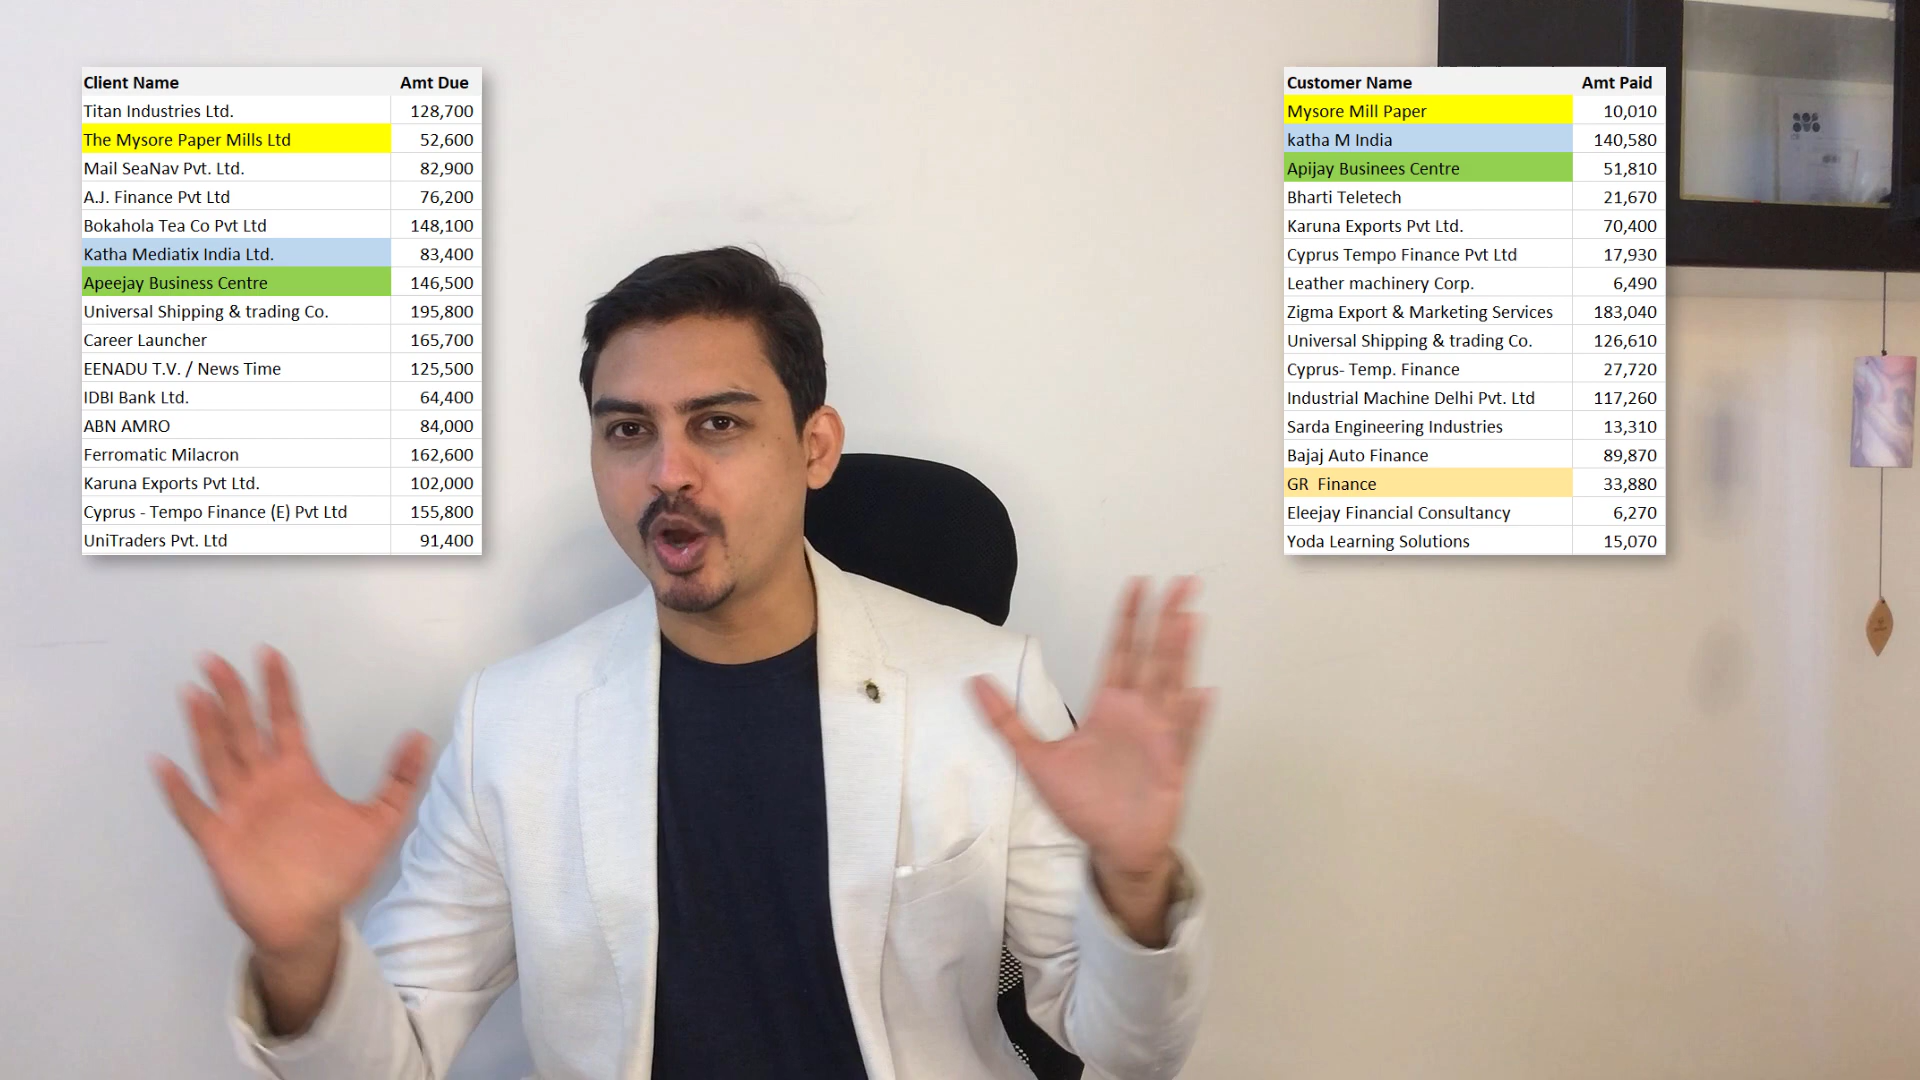 Client Name Amt Due
Titan Industries Ltd. 128,700
The Mysore Paper Mills Ltd 52,600
Mail SeaNav Pvt. Ltd. 82,900
A.J. Finance Pvt Ltd 76,200
Bokahola Tea Co Pvt Ltd 148,100
Katha Mediatix India Ltd. 83,400
Apeejay Business Centre 146,500
Universal Shipping & trading Co. 195,800
Career Launcher 165,700
EENADU T.V. / News Time 125,500
IDBI Bank Ltd. 64,400
ABN AMRO 84,000
Ferromatic Milacron 162,600
Karuna Exports Pvt Ltd. 102,000
Cyprus - Tempo Finance (E) Pvt Ltd 155,800
UniTraders Pvt. Ltd 91,400
Customer Name Amt Paid
Mysore Mill Paper 10,010
katha M India 140,580
Apijay Businees Centre 51,810
Bharti Teletech 21,670
Karuna Exports Pvt Ltd. 70,400
Cyprus Tempo Finance Pvt Ltd 17,930
Leather machinery Corp. 6,490
Zigma Export & Marketing Services 183,040
Universal Shipping & trading Co. 126,610
Cyprus- Temp. Finance 27,720
Industrial Machine Delhi Pvt. Ltd 117,260
Sarda Engineering Industries 13,310
Bajaj Auto Finance 89,870
GR  Finance 33,880
Eleejay Financial Consultancy 6,270
Yoda Learning Solutions 15,070